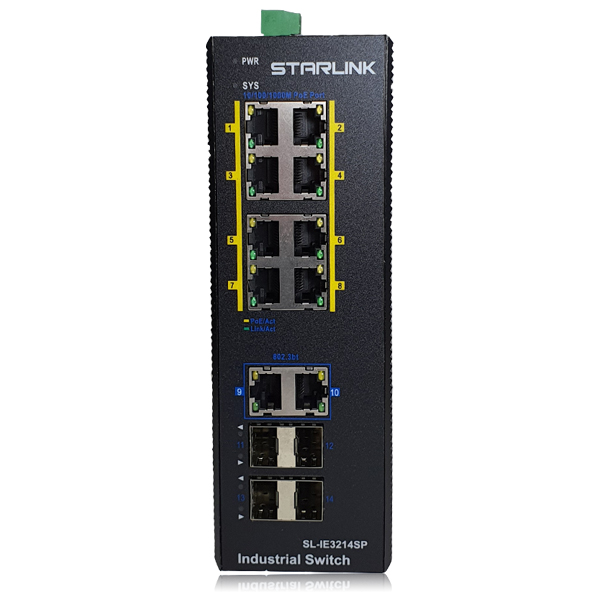 PWR
STARLINK
SYS
10/100/1000M PoE Port
1 2
3 4
5 6
7 8
PoE/Act
Link/Act
802.3bt
9 10
11 12
13 14
SL-IE3214SP
Industrial Switch